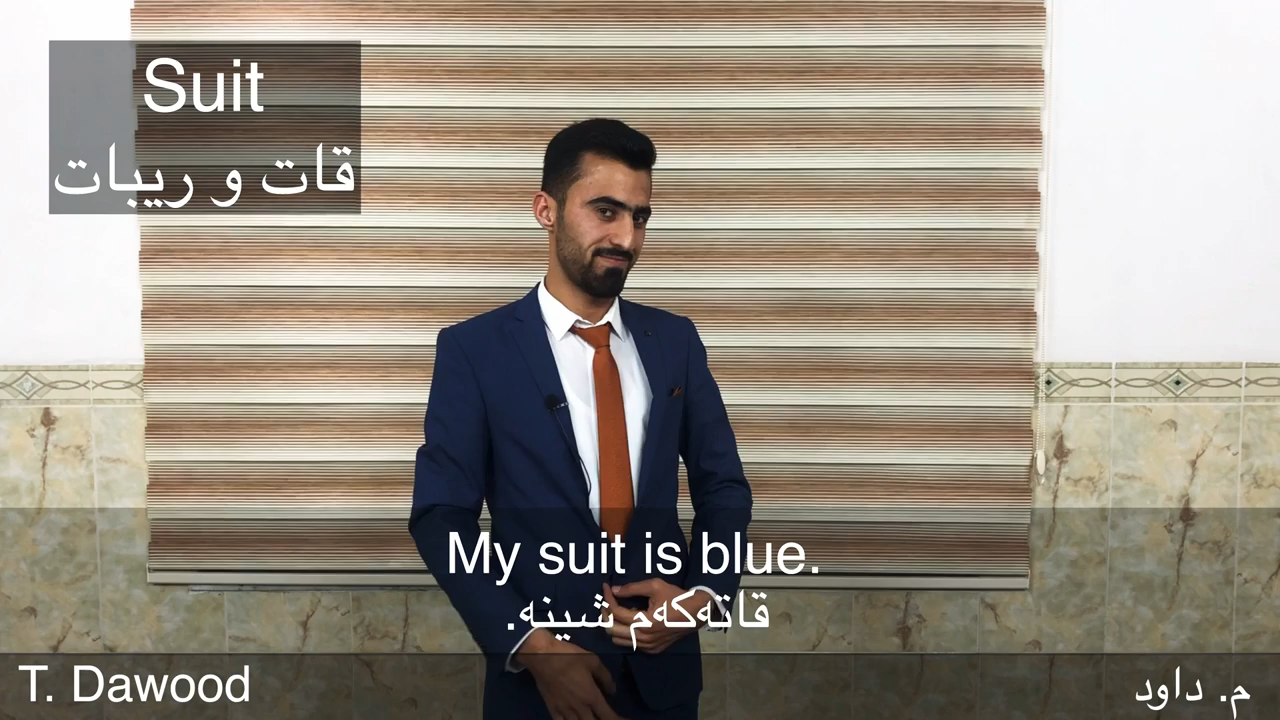 Suit
قات و ریبات
My suit is blue.
قاتەکەم شینە.
T. Dawood
م. داود